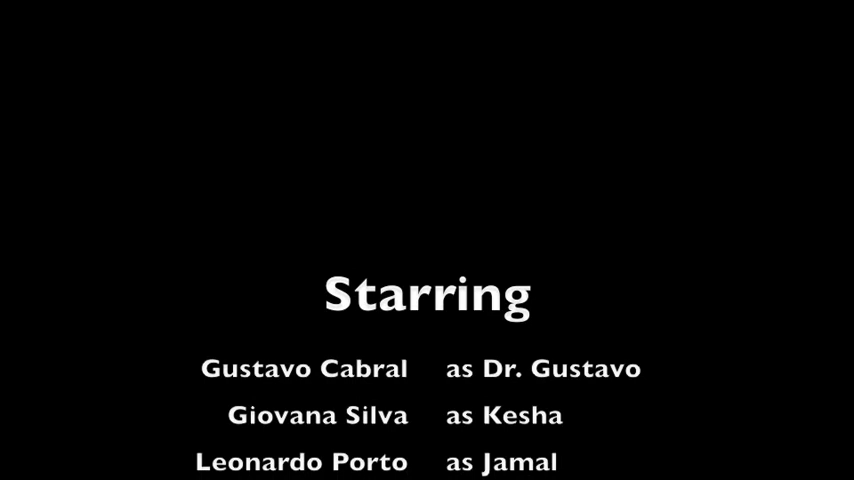 Starring
Gustavo Cabral as Dr. Gustavo
Giovana Silva as Kesha
Leonardo Porto as Jamal